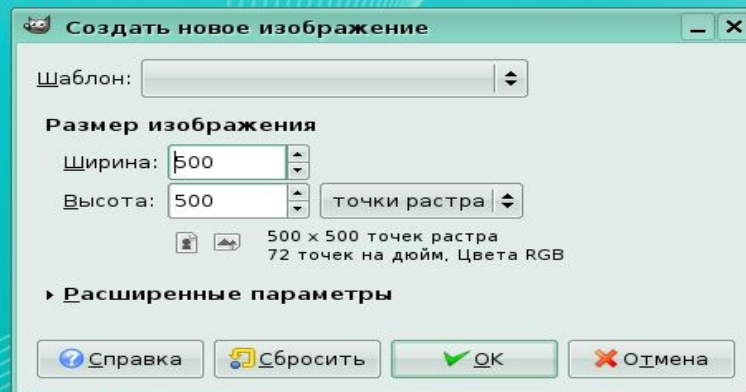 Создать новое изображение
Шаблон:
Размер изображения
Ширина: 500
Высота: 500 точки растра
500 x 500 точек растра
72 точек на дюйм, Цвета RGB
Расширенные параметры
Справка Сбросить OK Отмена